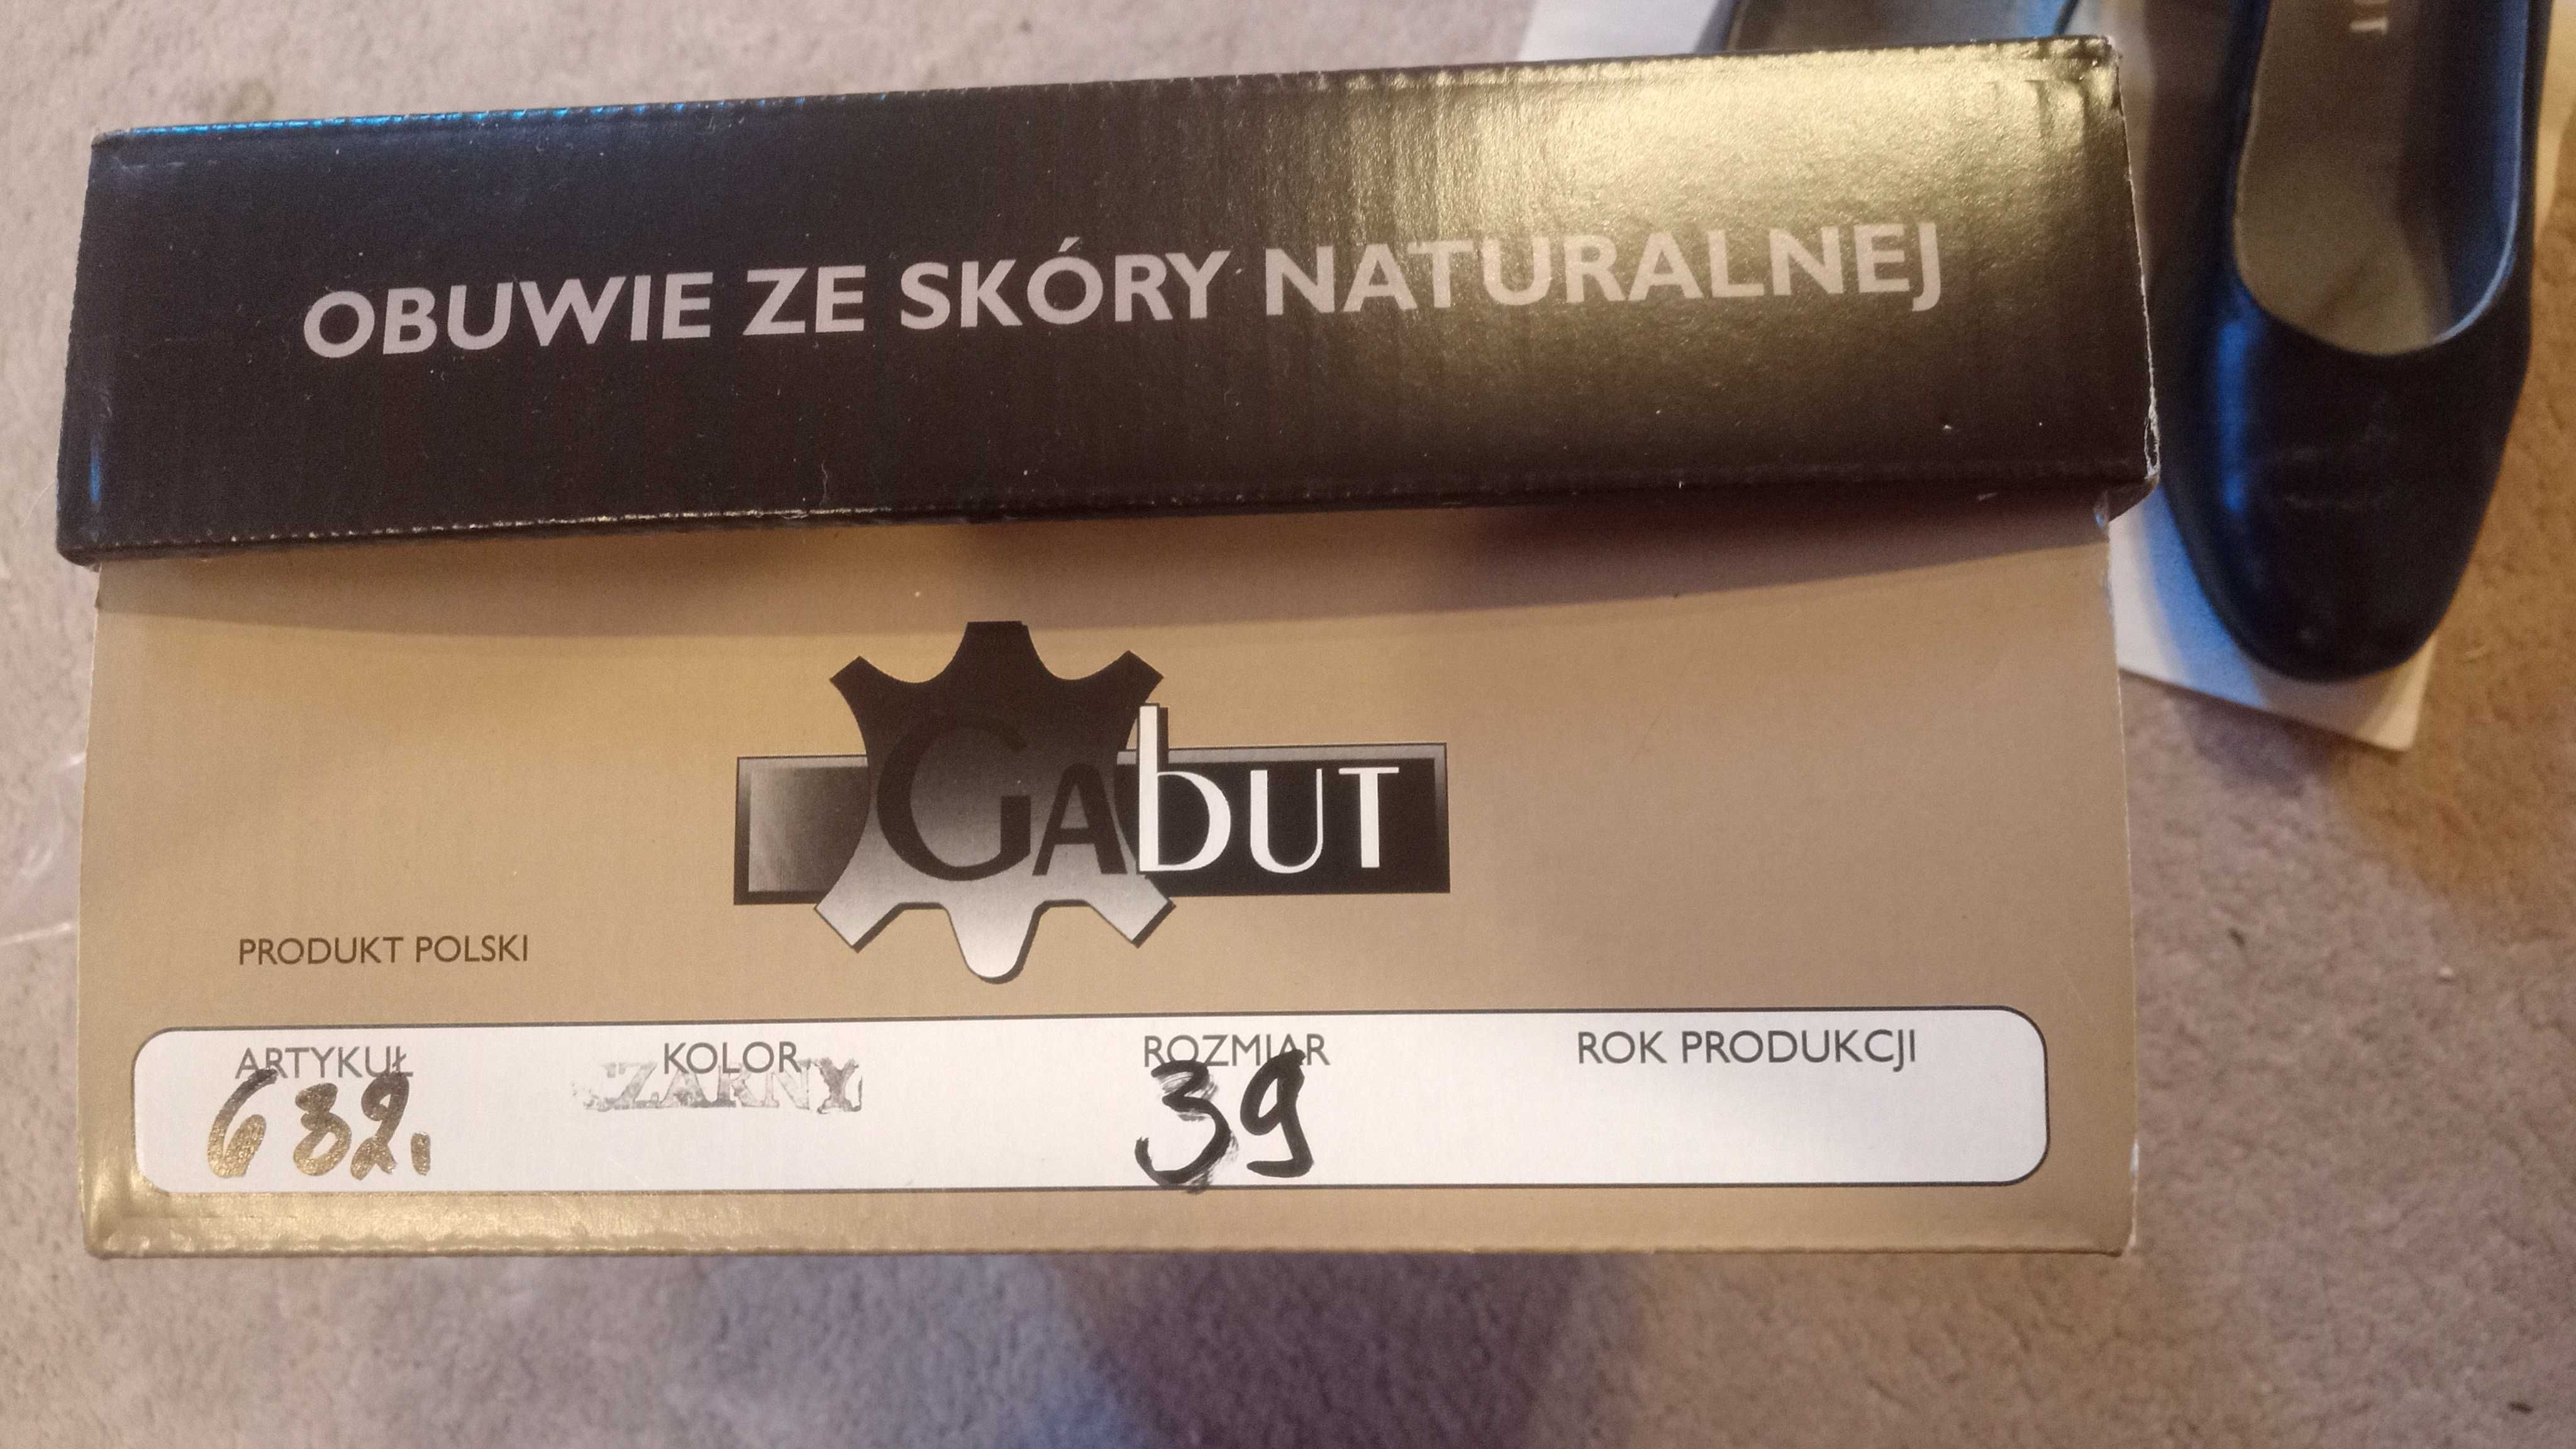 OBUWIE ZE SKÓRY NATURALNEJ
GAbUT
PRODUKT POLSKI
ARTYKUŁ KOLOR ROZMIAR ROK PRODUKCJI
632. CZARNY 39